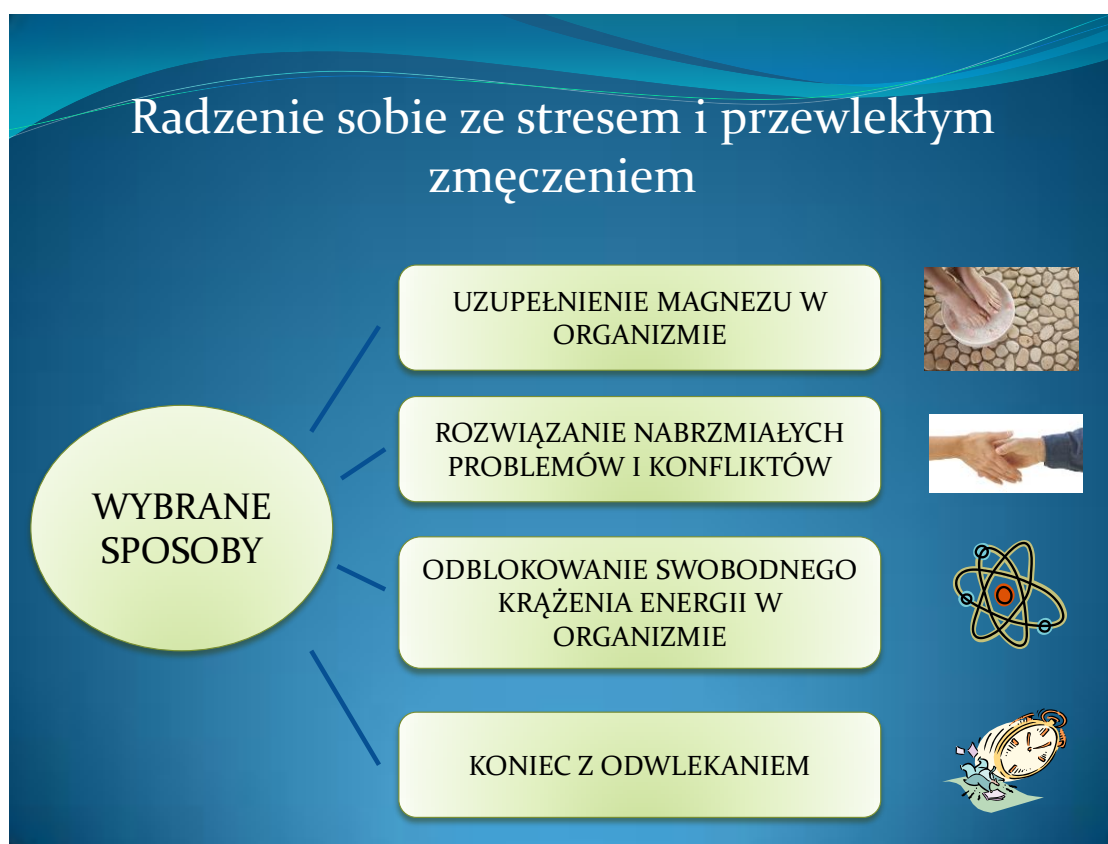 Radzenie sobie ze stresem i przewlekłym
zmęczeniem
WYBRANE
SPOSOBY
UZUPEŁNIENIE MAGNEZU W
ORGANIZMIE
ROZWIĄZANIE NABRZMIAŁYCH
PROBLEMÓW I KONFLIKTÓW
ODBLOKOWANIE SWOBODNEGO
KRĄŻENIA ENERGII W
ORGANIZMIE
KONIEC Z ODWLEKANIEM